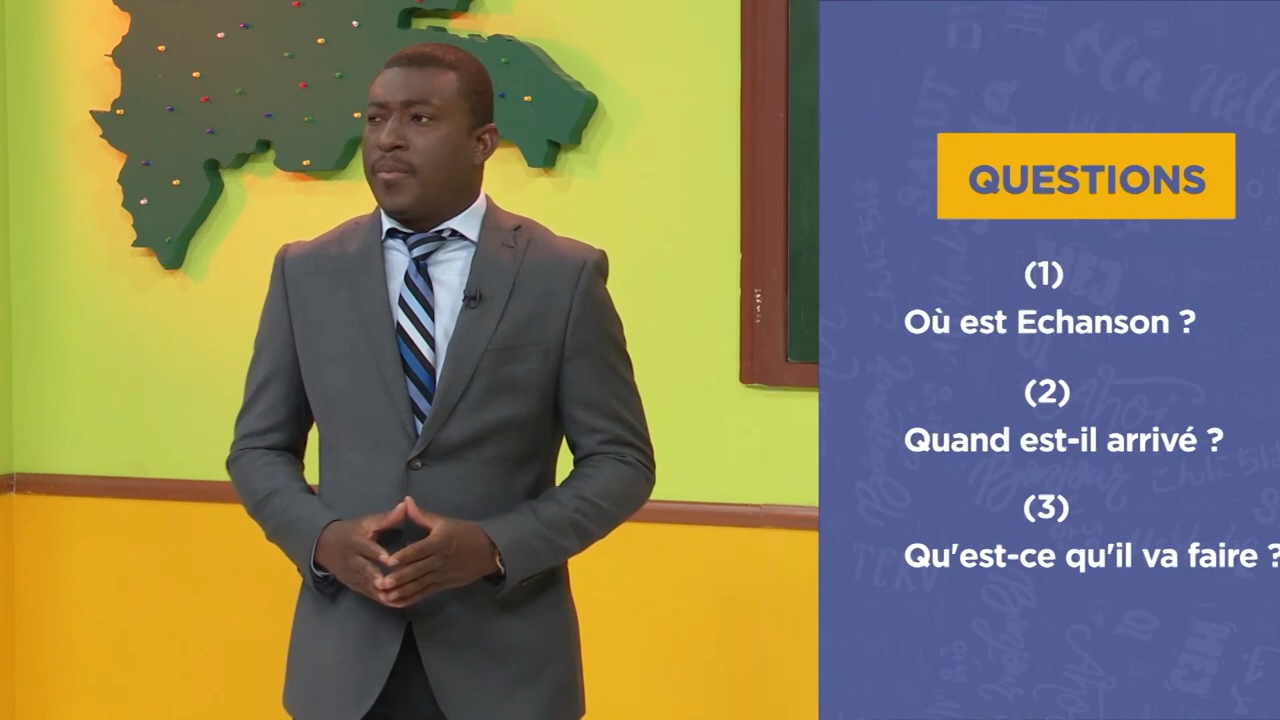 QUESTIONS
(1)
Où est Echanson ?
(2)
Quand est-il arrivé ?
(3)
Qu'est-ce qu'il va faire ?